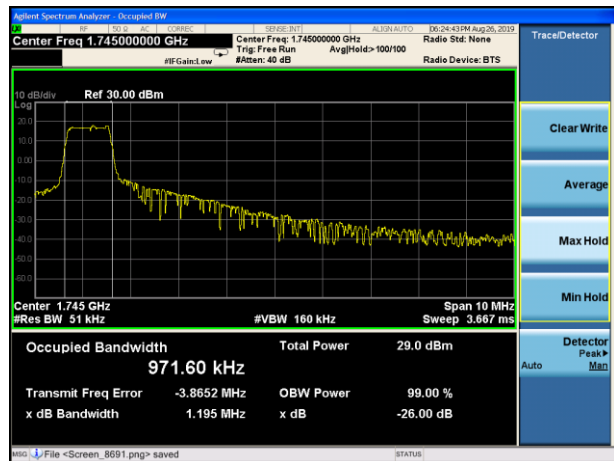 Agilent Spectrum Analyzer - Occupied BW
RF 50 Ω AC CORREC SENSE:INT ALIGN AUTO 06:24:43 PM Aug 26, 2019
Center Freq 1.745000000 GHz Center Freq: 1.745000000 GHz Radio Std: None Trace/Detector
Trig: Free Run Avg|Hold:> 100/100
#IFGain:Low #Atten: 40 dB Radio Device: BTS
10 dB/div Ref 30.00 dBm
Log
20.0
10.0
0.00
-10.0
-20.0
-30.0
-40.0
-50.0
-60.0
Clear Write
Average
Max Hold
Min Hold
Center 1.745 GHz Span 10 MHz
#Res BW 51 kHz #VBW 160 kHz Sweep 3.667 ms
Occupied Bandwidth Total Power 29.0 dBm
971.60 kHz
Transmit Freq Error -3.8652 MHz OBW Power 99.00 %
x dB Bandwidth 1.195 MHz x dB -26.00 dB
Detector
Peak▶
Auto Man
MSG File <Screen_8691.png> saved STATUS